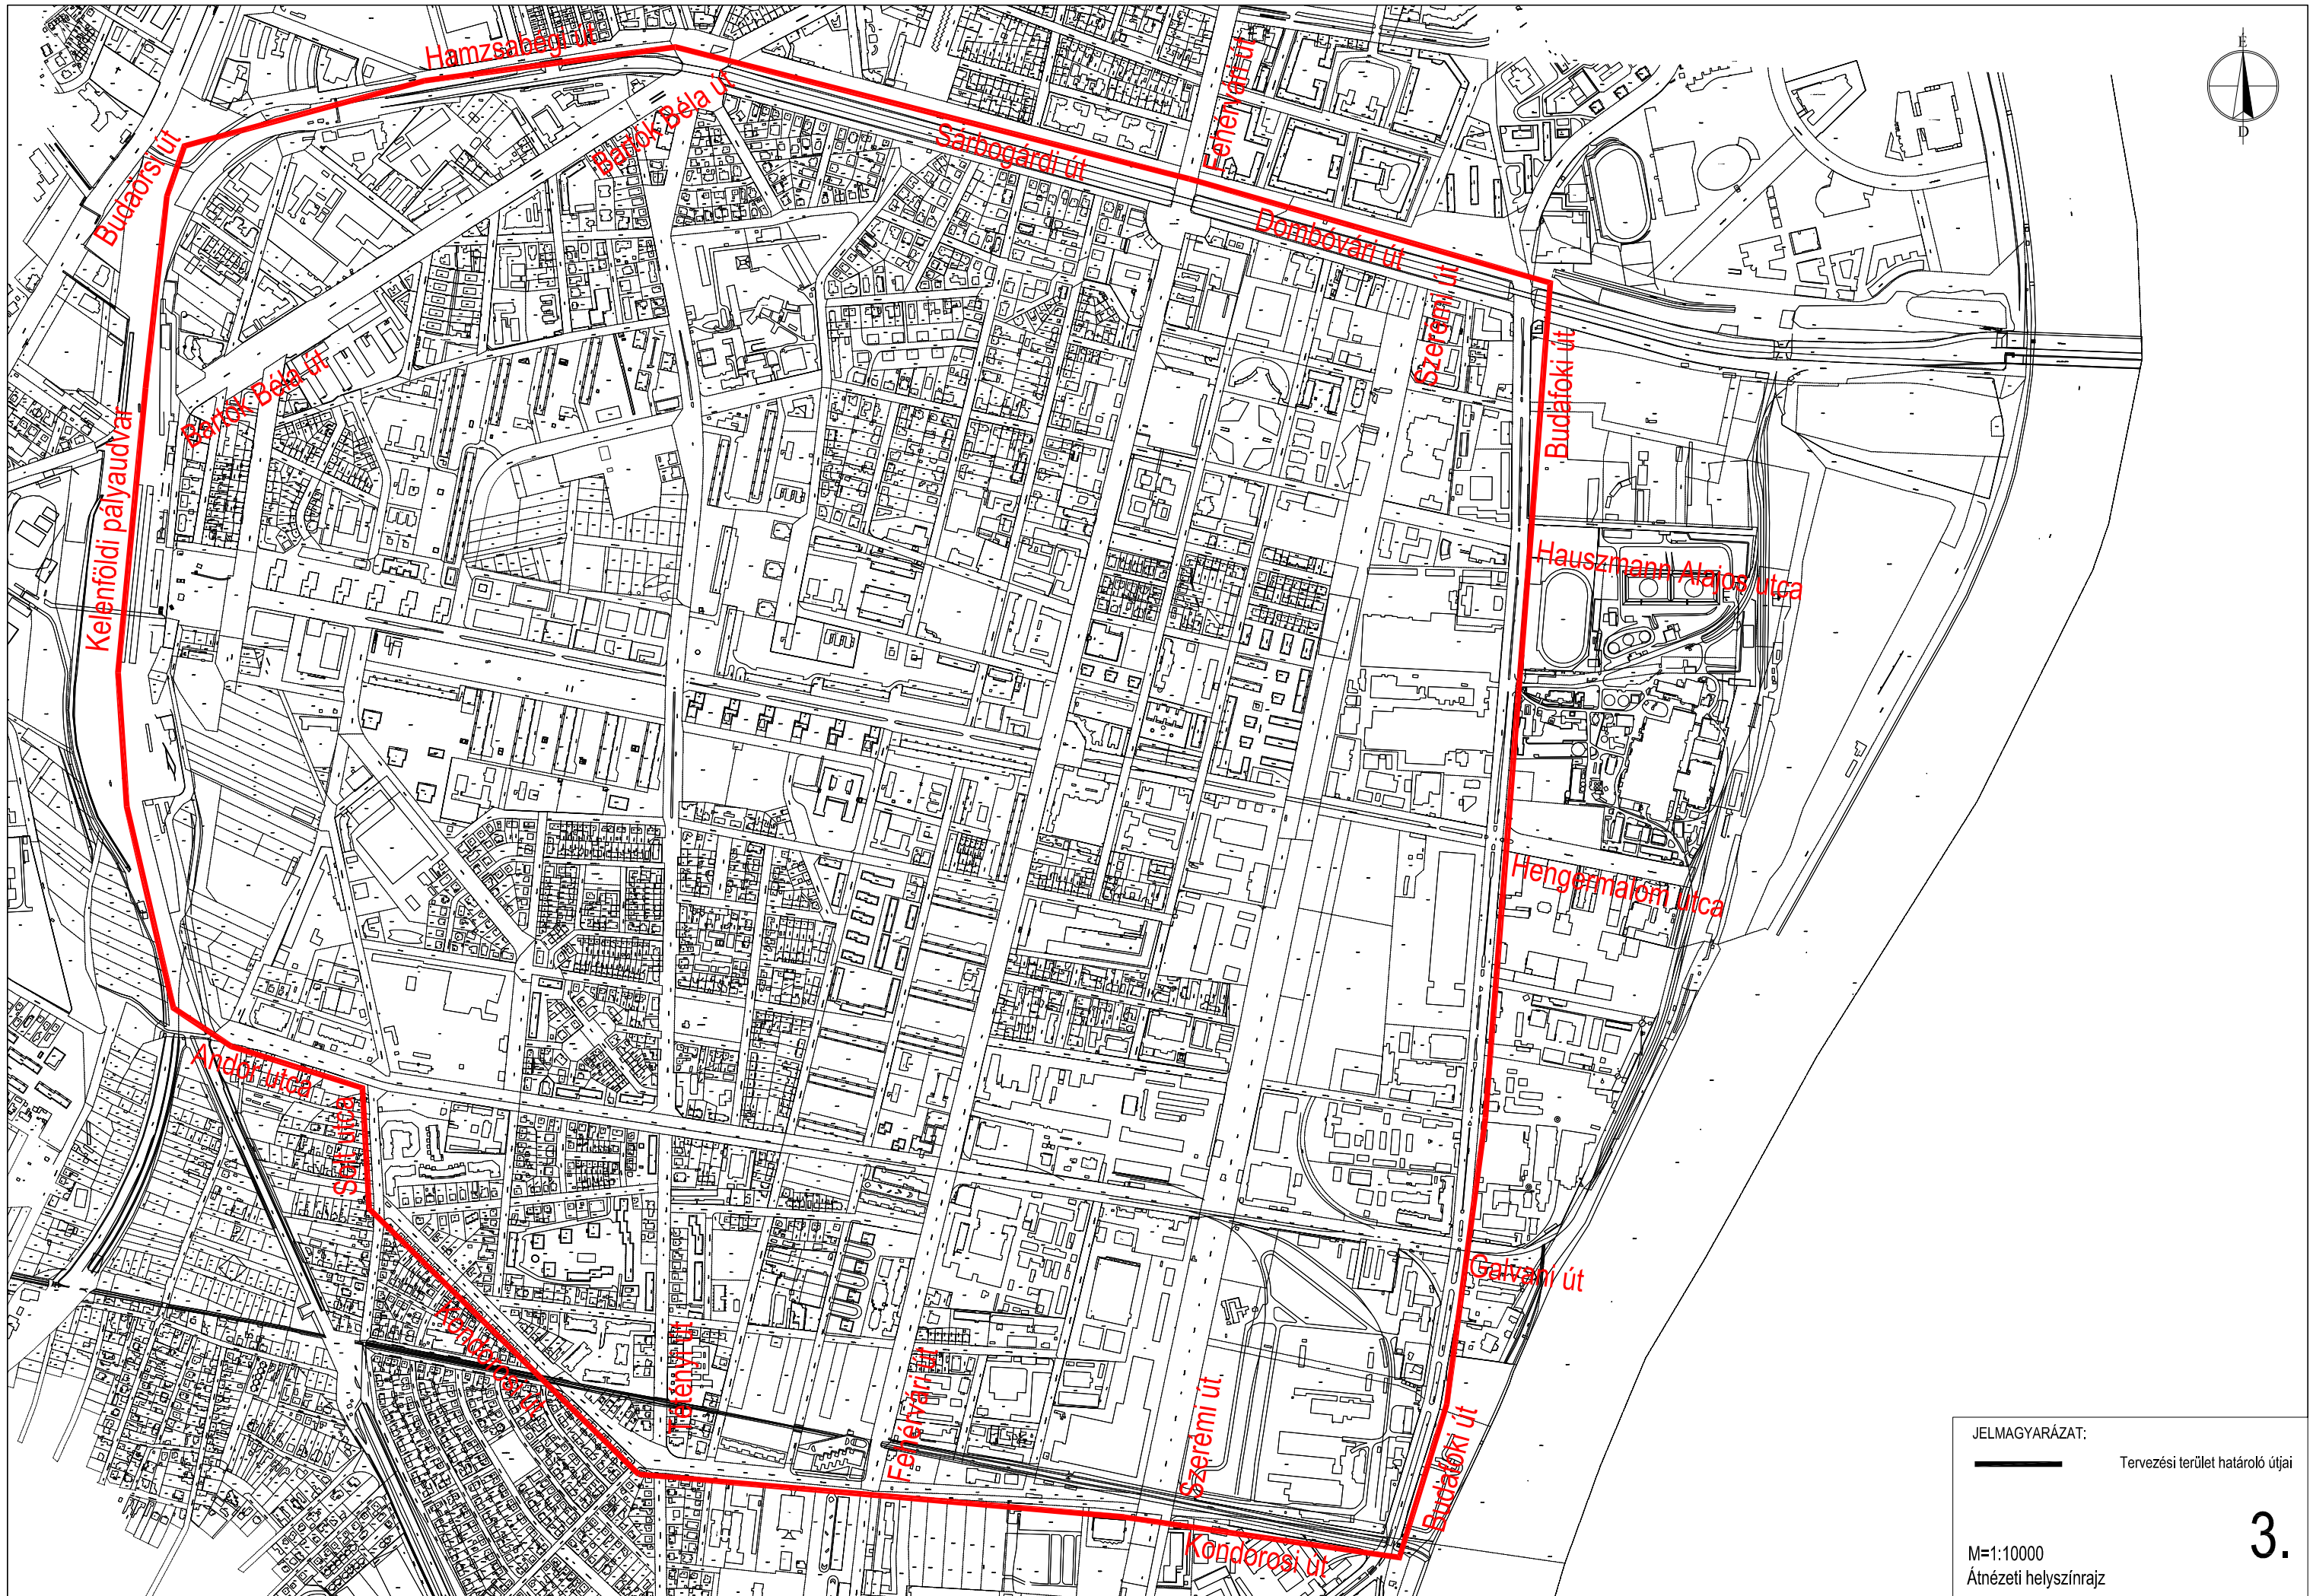 Hamzsabégi út
Fehérvári út
É
D
Budaörsi út
Bartók Béla út
Sárbogárdi út
Dombóvári út
Szerémi út
Budafoki út
Bartók Béla út
Kelenföldi pályaudvar
Hauszmann Alajos utca
Hengermalom utca
Andor utca
Solt utca
Galvani út
Kondorosi út
Tétényi út
Fehérvári út
Szerémi út
Budafoki út
Kondorosi út
JELMAGYARÁZAT:
Tervezési terület határoló útjai
3.
M=1:10000
Átnézeti helyszínrajz